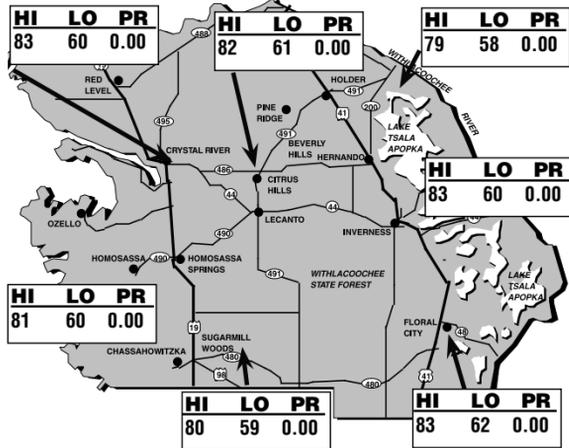 HI LO PR
83 60 0.00
HI LO PR
82 61 0.00
HI LO PR
79 58 0.00
488
19
RED
LEVEL
WITHLACOOCHEE
RIVER
HOLDER
491
PINE
RIDGE
41
200
495
491
BEVERLY
HILLS
LAKE
TSALA
APOPKA
CRYSTAL RIVER
HERNANDO
486
HI LO PR
83 60 0.00
CITRUS
HILLS
44
44
44
OZELLO
LECANTO
INVERNESS
490
HOMOSASSA
490
HOMOSASSA
SPRINGS
491
WITHLACOOCHEE
STATE FOREST
LAKE
TSALA
APOPKA
HI LO PR
81 60 0.00
19
SUGARMILL
WOODS
FLORAL
CITY
48
CHASSAHOWITZKA
480
98
480
41
HI LO PR
80 59 0.00
HI LO PR
83 62 0.00